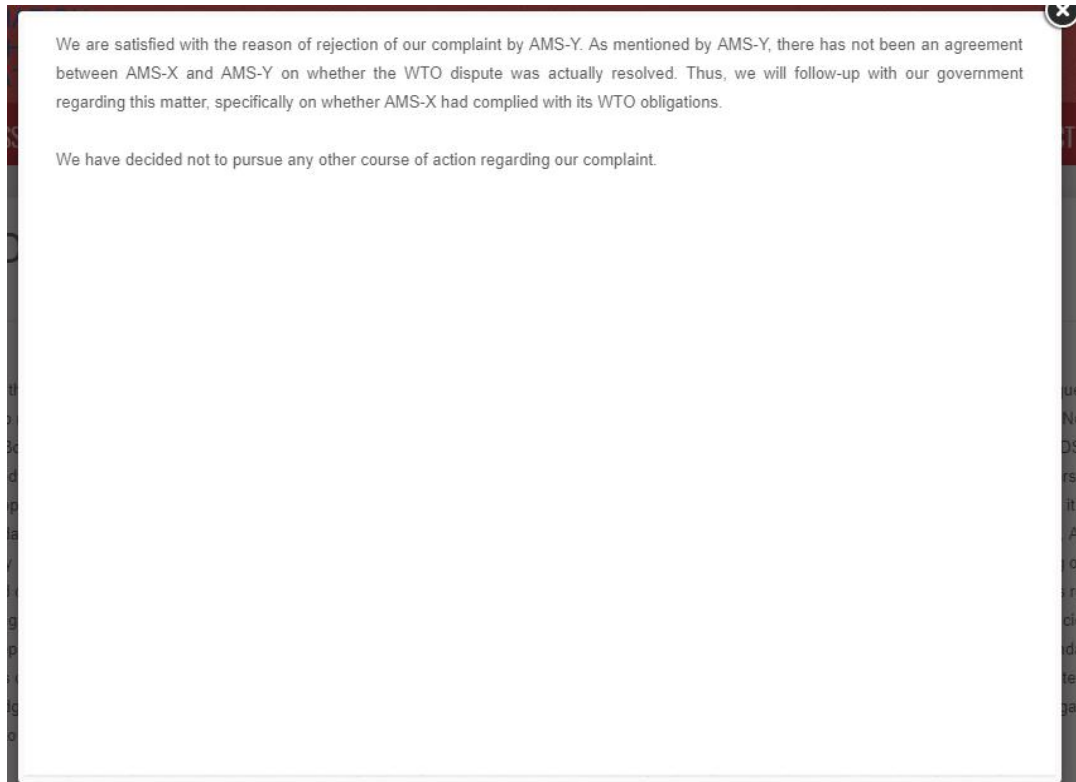 We are satisfied with the reason of rejection of our complaint by AMS-Y. As mentioned by AMS-Y, there has not been an agreement
between AMS-X and AMS-Y on whether the WTO dispute was actually resolved. Thus, we will follow-up with our government
regarding this matter, specifically on whether AMS-X had complied with its WTO obligations.
We have decided not to pursue any other course of action regarding our complaint.